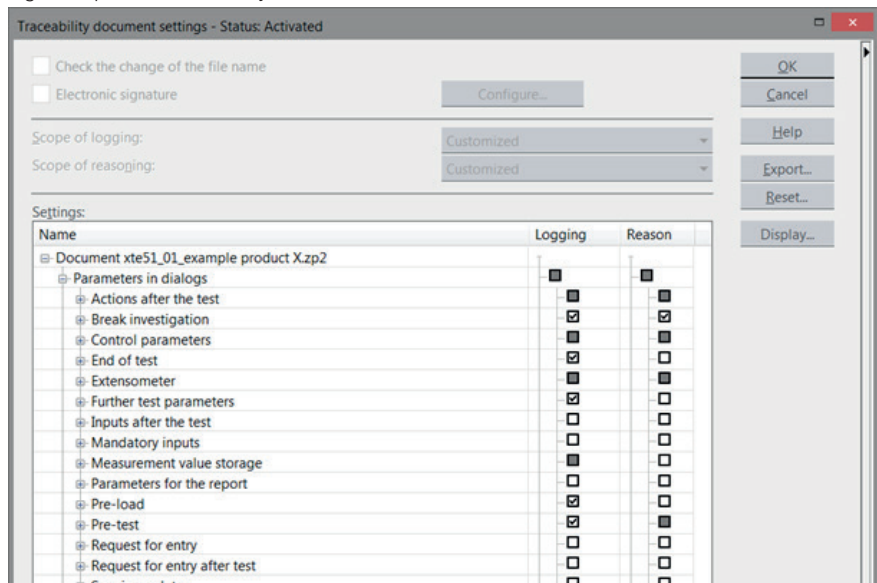 Traceability document settings - Status: Activated
Check the change of the file name
OK
Electronic signature
Configure...
Cancel
Scope of logging:
Customized
Help
Scope of reasoning:
Customized
Export...
Reset...
Settings:
Name Logging Reason
Display...
Document xte51_01_example product X.zp2
Parameters in dialogs
Actions after the test
Break investigation
Control parameters
End of test
Extensometer
Further test parameters
Inputs after the test
Mandatory inputs
Measurement value storage
Parameters for the report
Pre-load
Pre-test
Request for entry
Request for entry after test